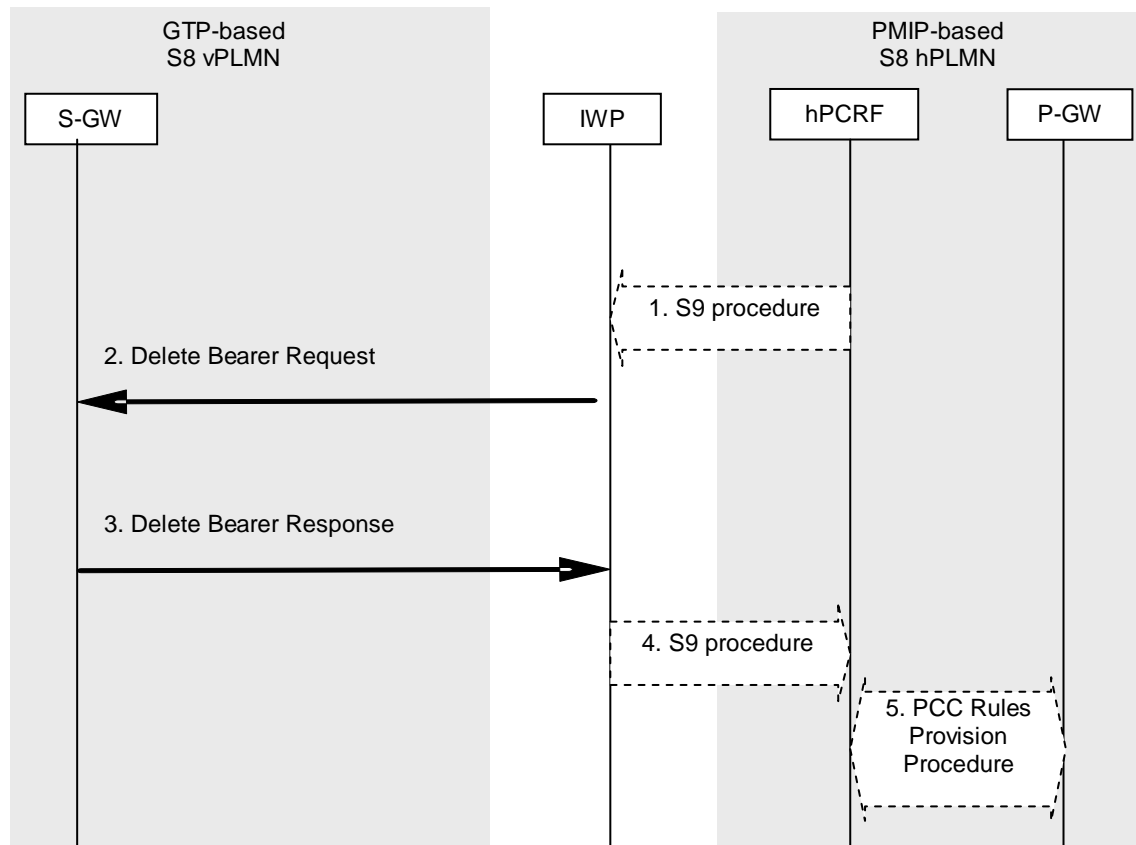 GTP-based
S8 vPLMN
PMIP-based
S8 hPLMN
S-GW
IWP
hPCRF
P-GW
1. S9 procedure
2. Delete Bearer Request
3. Delete Bearer Response
4. S9 procedure
5. PCC Rules
Provision
Procedure